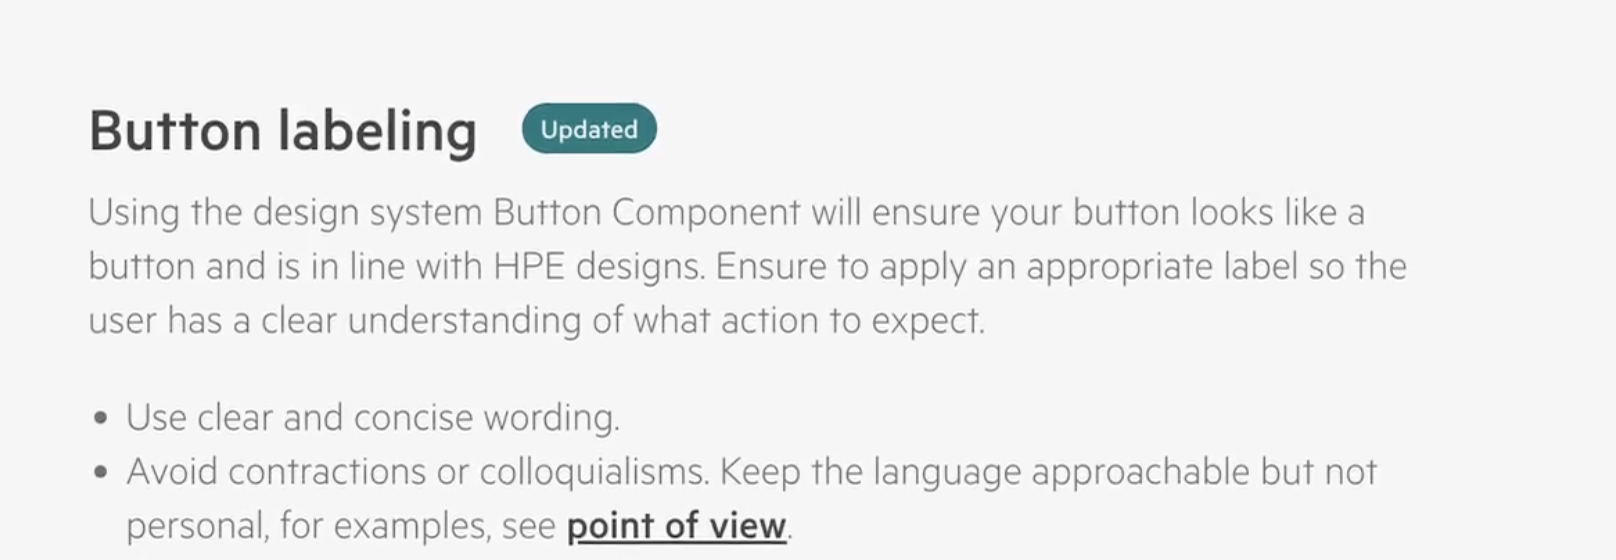 Button labeling Updated
Using the design system Button Component will ensure your button looks like a
button and is in line with HPE designs. Ensure to apply an appropriate label so the
user has a clear understanding of what action to expect.
• Use clear and concise wording.
• Avoid contractions or colloquialisms. Keep the language approachable but not
personal, for examples, see point of view.